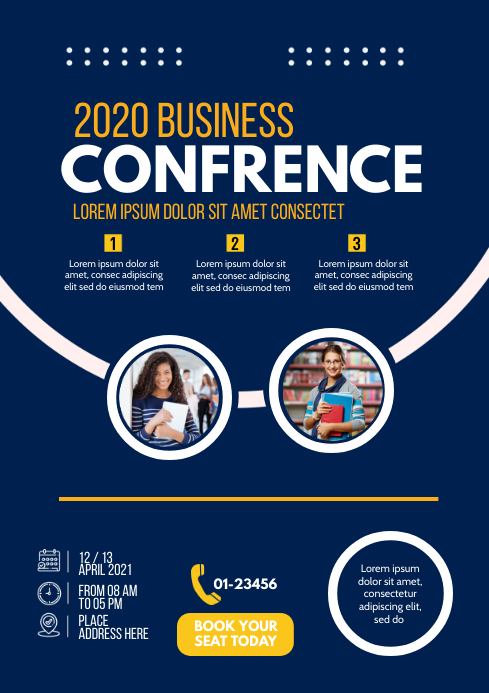 2020 BUSINESS
CONFRENCE
LOREM IPSUM DOLOR SIT AMET CONSECTET
1
Lorem ipsum dolor sit
amet, consec adipiscing
elit sed do eiusmod tem
2
Lorem ipsum dolor sit
amet, consec adipiscing
elit sed do eiusmod tem
3
Lorem ipsum dolor sit
amet, consec adipiscing
elit sed do eiusmod tem
12 / 13
APRIL 2021
FROM 08 AM
TO 05 PM
PLACE
ADDRESS HERE
01-23456
BOOK YOUR
SEAT TODAY
Lorem ipsum
dolor sit amet,
consectetur
adipiscing elit,
sed do